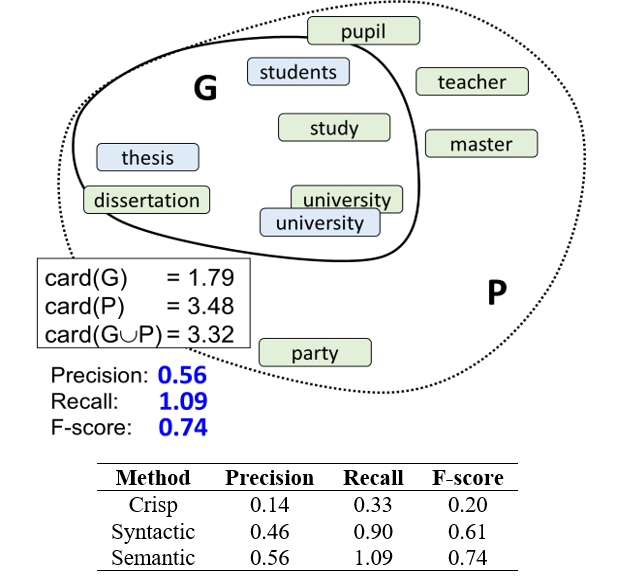 pupil
G
students
teacher
study
master
thesis
dissertation
university
university
P
card(G) = 1.79
card(P) = 3.48
card(G∪P) = 3.32
party
Precision: 0.56
Recall: 1.09
F-score: 0.74
Method Precision Recall F-score
Crisp 0.14 0.33 0.20
Syntactic 0.46 0.90 0.61
Semantic 0.56 1.09 0.74